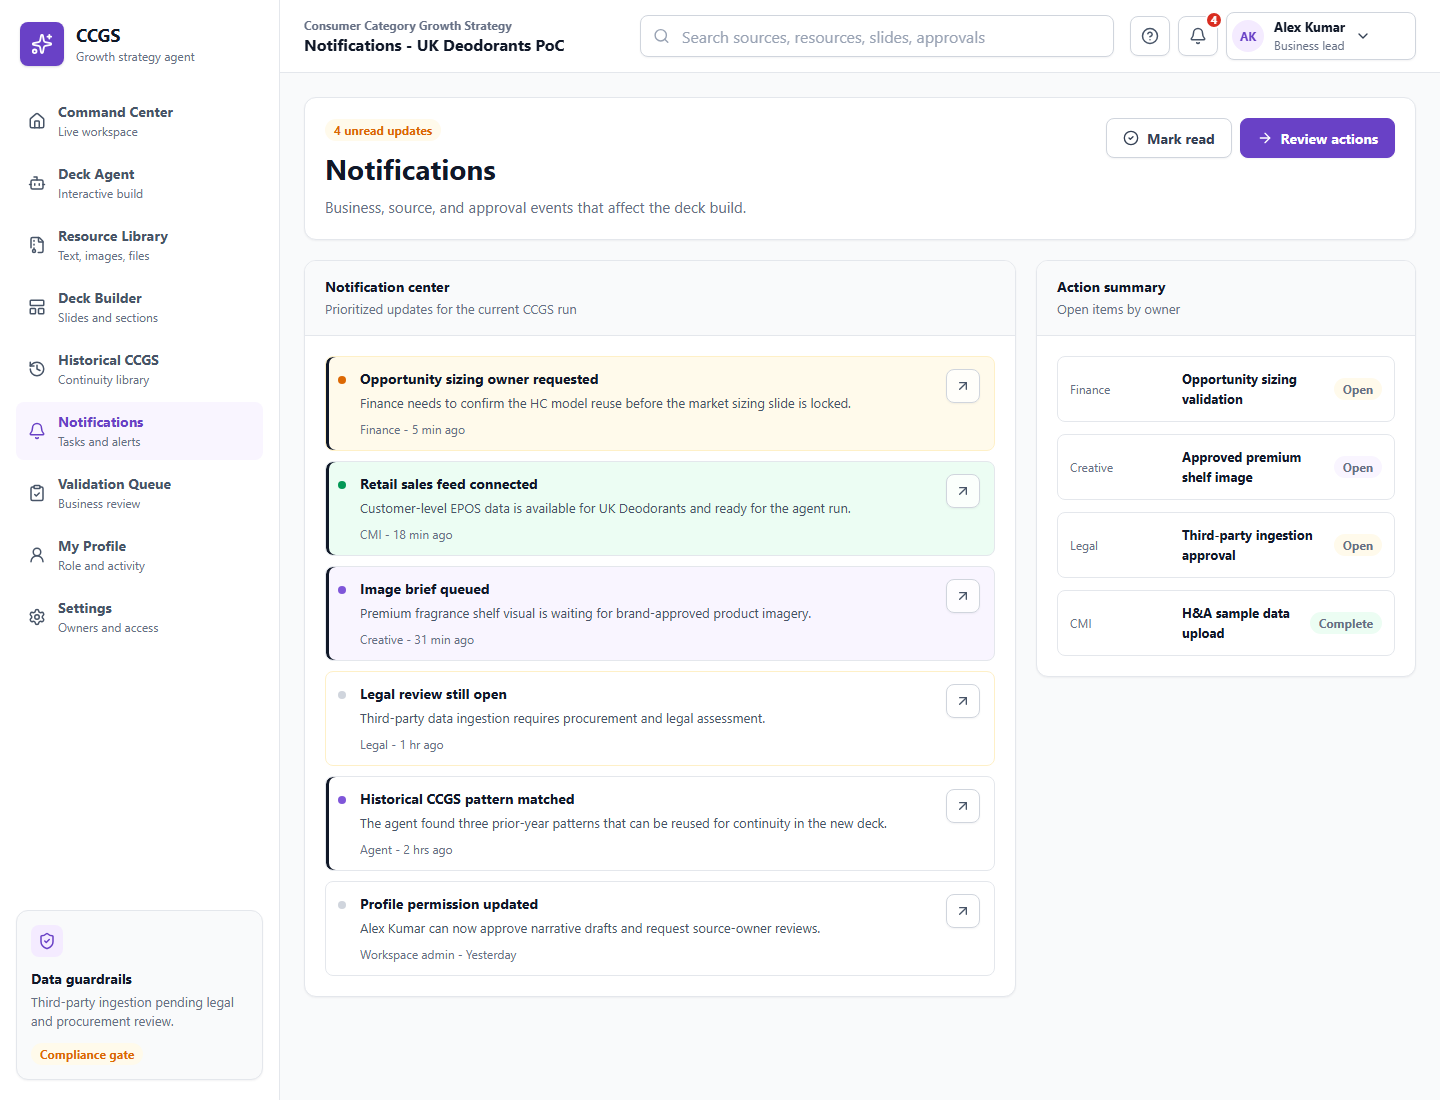 CCGS
Growth strategy agent
Command Center
Live workspace
Deck Agent
Interactive build
Resource Library
Text, images, files
Deck Builder
Slides and sections
Historical CCGS
Continuity library
Notifications
Tasks and alerts
Validation Queue
Business review
My Profile
Role and activity
Settings
Owners and access
Data guardrails
Third-party ingestion pending legal
and procurement review.
Compliance gate
Consumer Category Growth Strategy
Notifications - UK Deodorants PoC
Search sources, resources, slides, approvals
4
AK
Alex Kumar
Business lead
4 unread updates
Notifications
Business, source, and approval events that affect the deck build.
Mark read
Review actions
Notification center
Prioritized updates for the current CCGS run
Opportunity sizing owner requested
Finance needs to confirm the HC model reuse before the market sizing slide is locked.
Finance - 5 min ago
Retail sales feed connected
Customer-level EPOS data is available for UK Deodorants and ready for the agent run.
CMI - 18 min ago
Image brief queued
Premium fragrance shelf visual is waiting for brand-approved product imagery.
Creative - 31 min ago
Legal review still open
Third-party data ingestion requires procurement and legal assessment.
Legal - 1 hr ago
Historical CCGS pattern matched
The agent found three prior-year patterns that can be reused for continuity in the new deck.
Agent - 2 hrs ago
Profile permission updated
Alex Kumar can now approve narrative drafts and request source-owner reviews.
Workspace admin - Yesterday
Action summary
Open items by owner
Finance
Opportunity sizing
validation
Open
Creative
Approved premium
shelf image
Open
Legal
Third-party ingestion
approval
Open
CMI
H&A sample data
upload
Complete